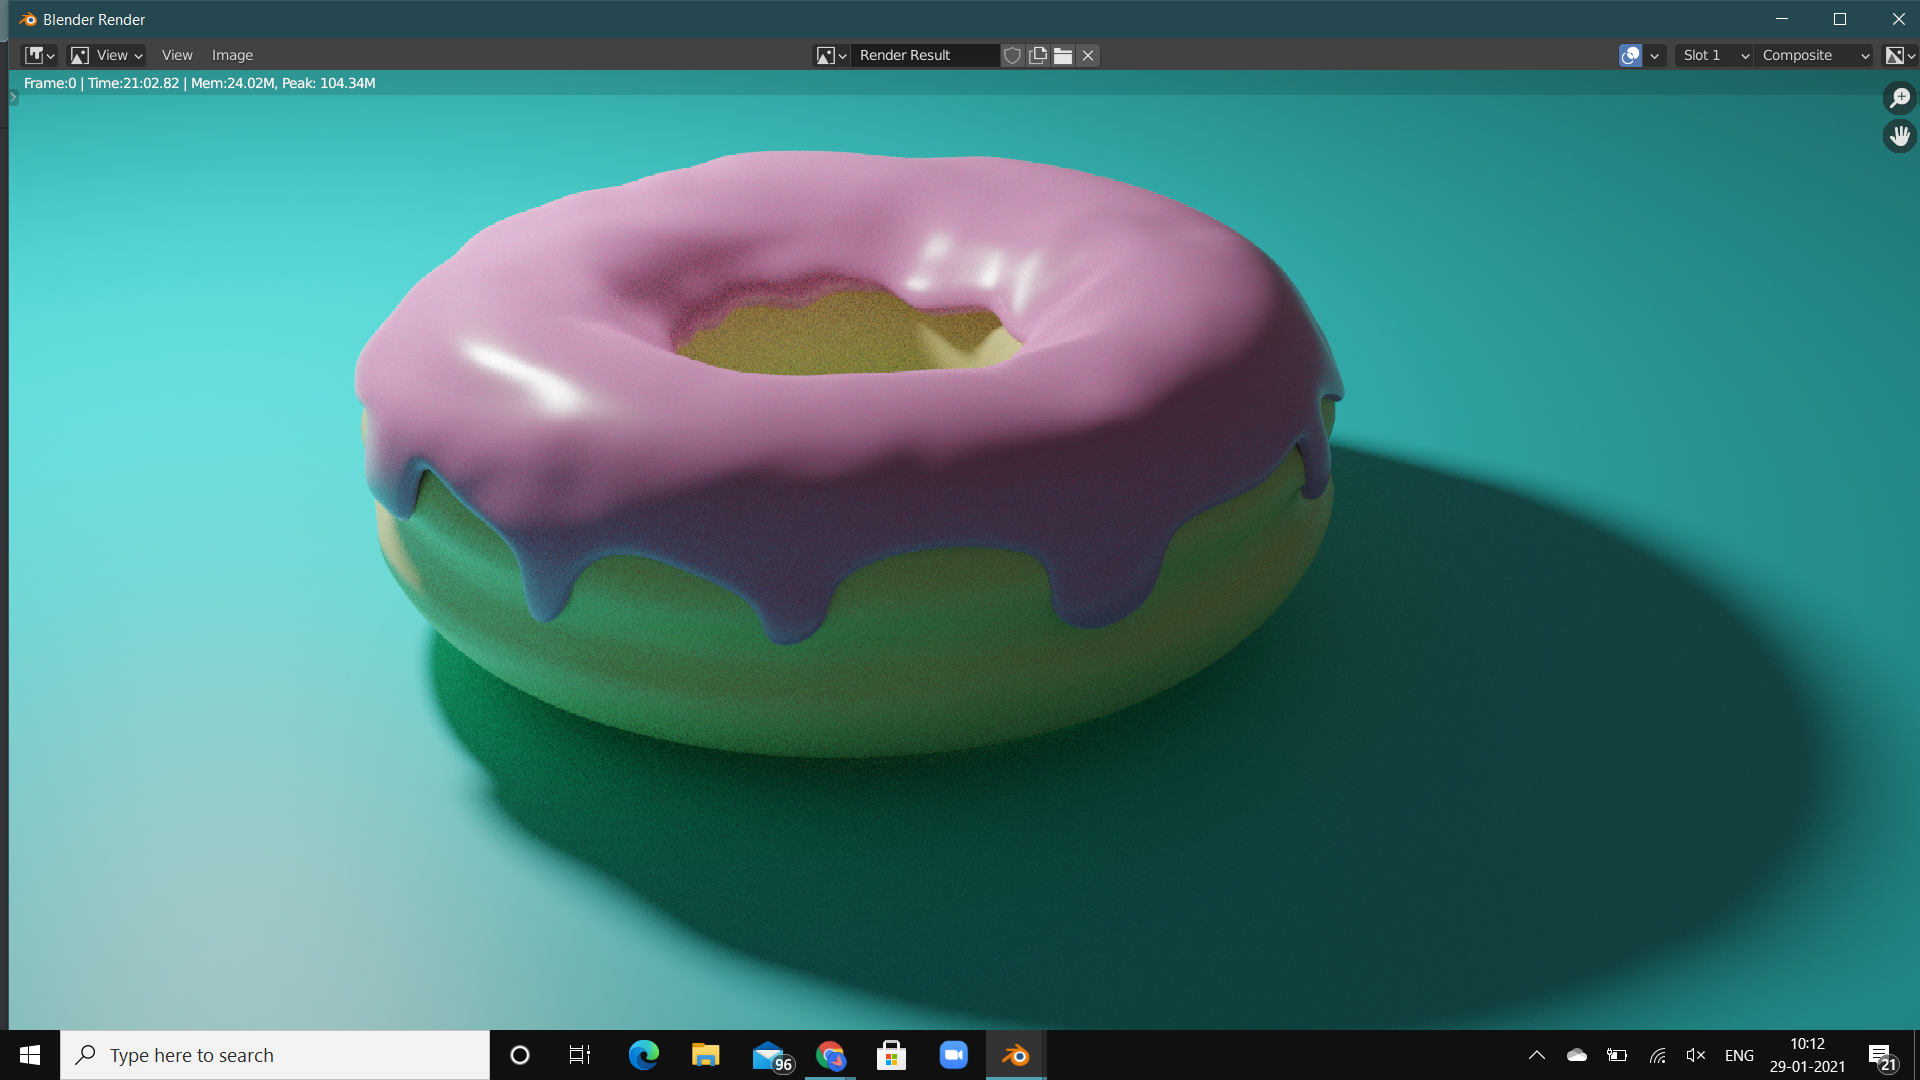 Blender Render
View View Image Render Result Slot 1 Composite
Frame:0 | Time:21:02.82 | Mem:24.02M, Peak: 104.34M
Type here to search 96 ENG 10:12 29-01-2021 21